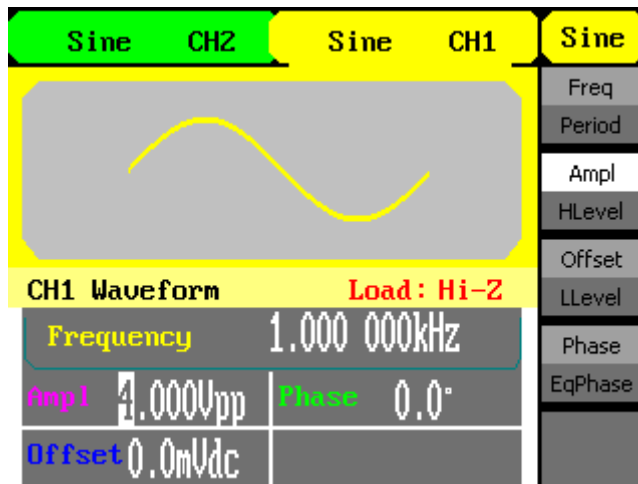 Sine CH2 Sine CH1 Sine
Freq
Period
Ampl
HLevel
Offset
LLevel
Phase
EqPhase
CH1 Waveform Load: Hi-Z
Frequency 1.000 000kHz
Ampl 4.000Vpp Phase 0.0°
Offset 0.0mVdc